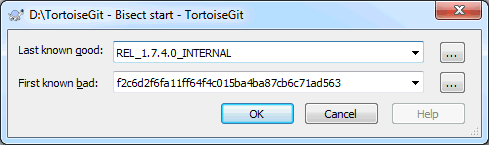 D:\TortoiseGit - Bisect start - TortoiseGit
Last known good: REL_1.7.4.0_INTERNAL ...
First known bad: f2c6d2f6fa11ff64f4c015ba4ba87cb6c71ad563 ...
OK Cancel Help